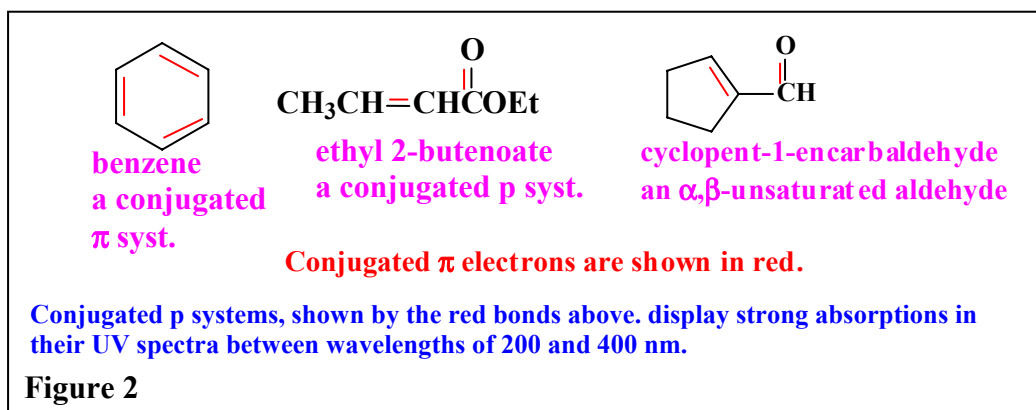 O
O
CH3CH=CHCOEt
CH
benzene
a conjugated
π syst.
ethyl 2-butenoate
a conjugated p syst.
cyclopent-1-encarbaldehyde
an α,β-unsaturated aldehyde
Conjugated π electrons are shown in red.
Conjugated p systems, shown by the red bonds above. display strong absorptions in
their UV spectra between wavelengths of 200 and 400 nm.
Figure 2